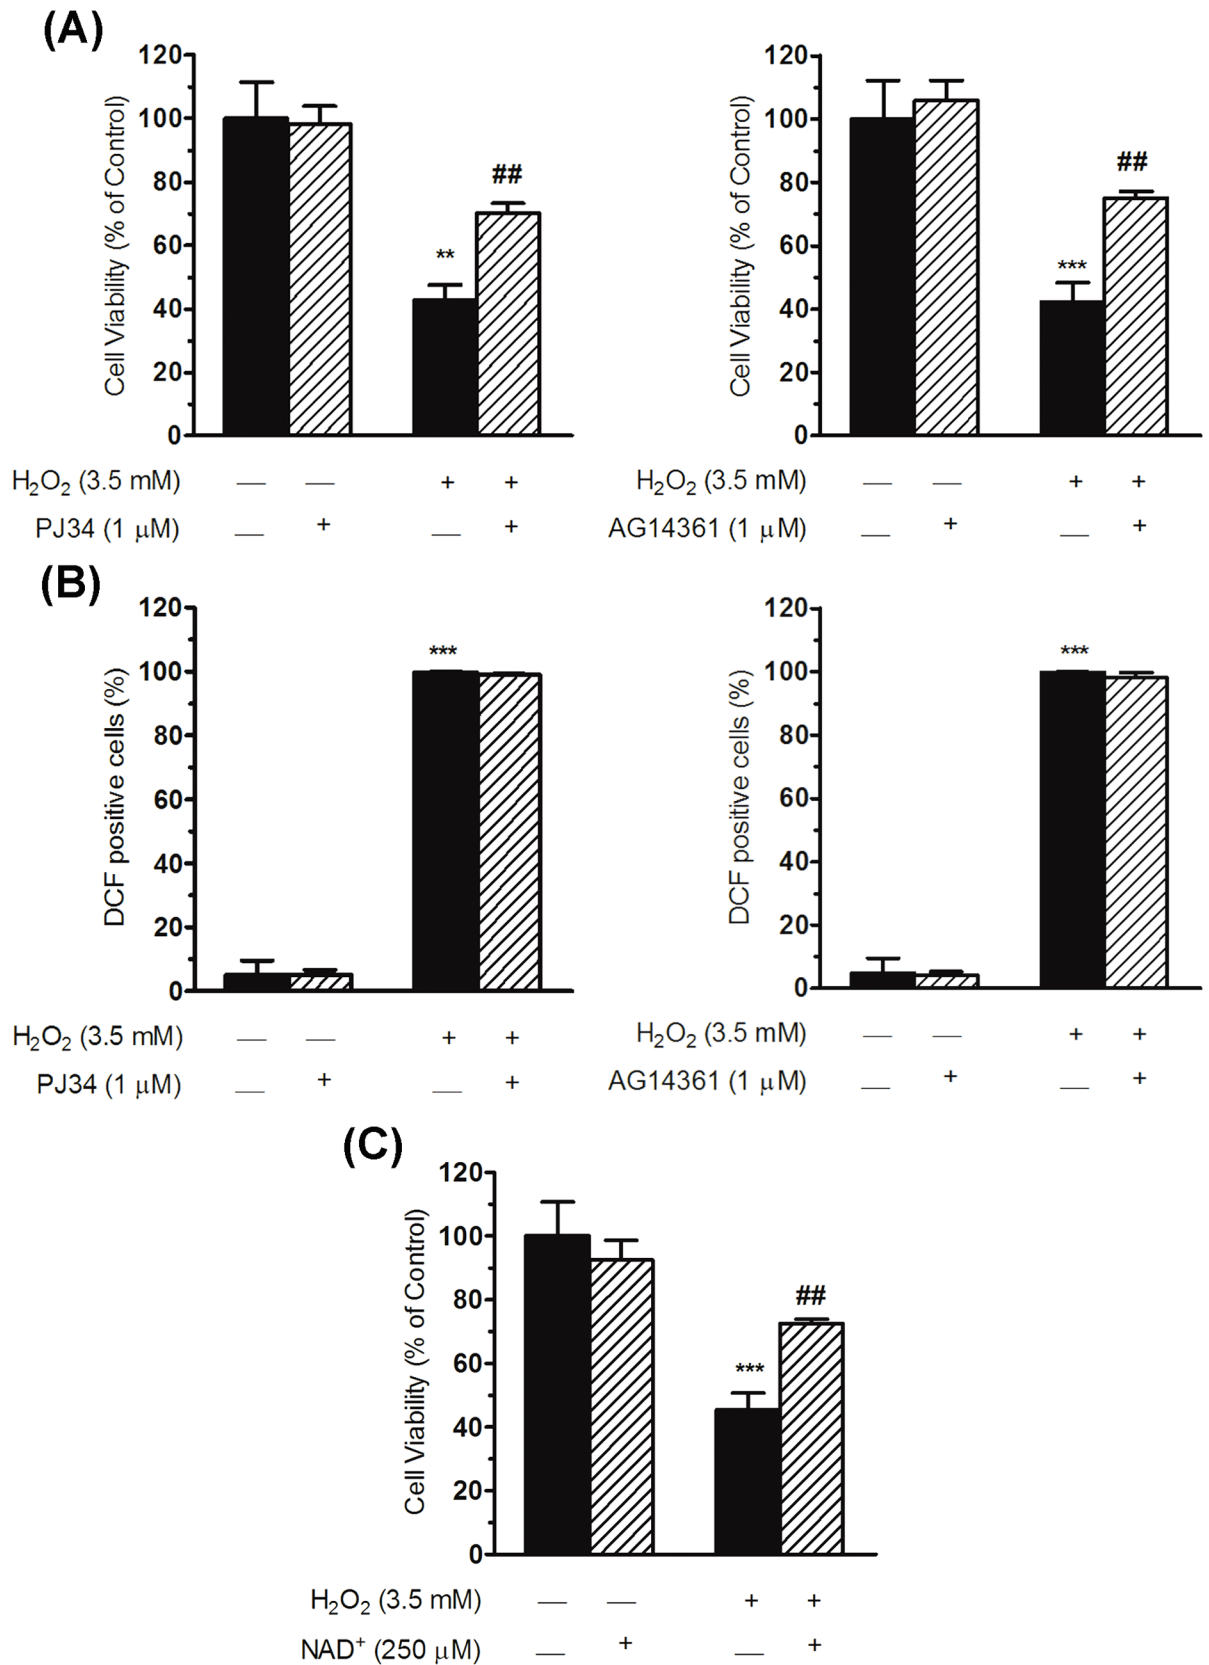 (A)
Cell Viability (% of Control)
120
100
80
60
40
20
0
**
##
H₂O₂ (3.5 mM) — — + +
PJ34 (1 μM) — + — +
Cell Viability (% of Control)
120
100
80
60
40
20
0
***
##
H₂O₂ (3.5 mM) — — + +
AG14361 (1 μM) — + — +
(B)
DCF positive cells (%)
120
100
80
60
40
20
0
***
H₂O₂ (3.5 mM) — — + +
PJ34 (1 μM) — + — +
DCF positive cells (%)
120
100
80
60
40
20
0
***
H₂O₂ (3.5 mM) — — + +
AG14361 (1 μM) — + — +
(C)
Cell Viability (% of Control)
120
100
80
60
40
20
0
***
##
H₂O₂ (3.5 mM) — — + +
NAD⁺ (250 μM) — + — +